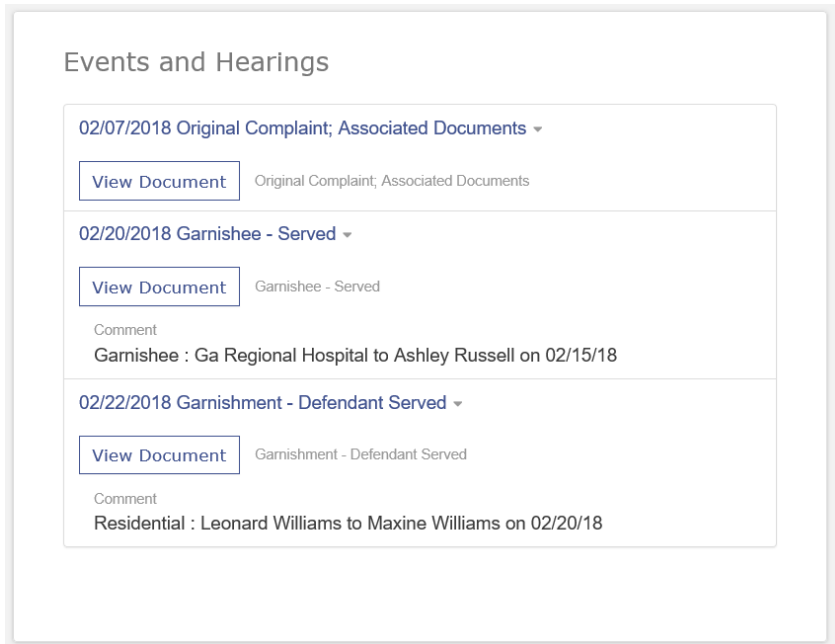 Events and Hearings
02/07/2018 Original Complaint; Associated Documents
View Document Original Complaint; Associated Documents
02/20/2018 Garnishee - Served
View Document Garnishee - Served
Comment
Garnishee : Ga Regional Hospital to Ashley Russell on 02/15/18
02/22/2018 Garnishment - Defendant Served
View Document Garnishment - Defendant Served
Comment
Residential : Leonard Williams to Maxine Williams on 02/20/18